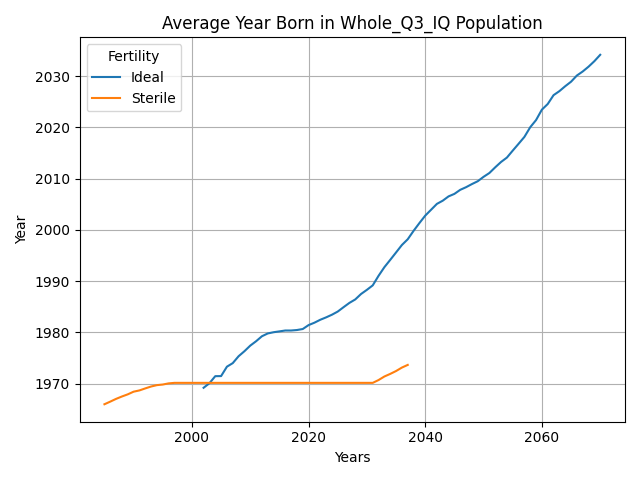 Average Year Born in Whole_Q3_IQ Population
Fertility
Ideal
Sterile
Year
2030
2020
2010
2000
1990
1980
1970
2000
2020
2040
2060
Years